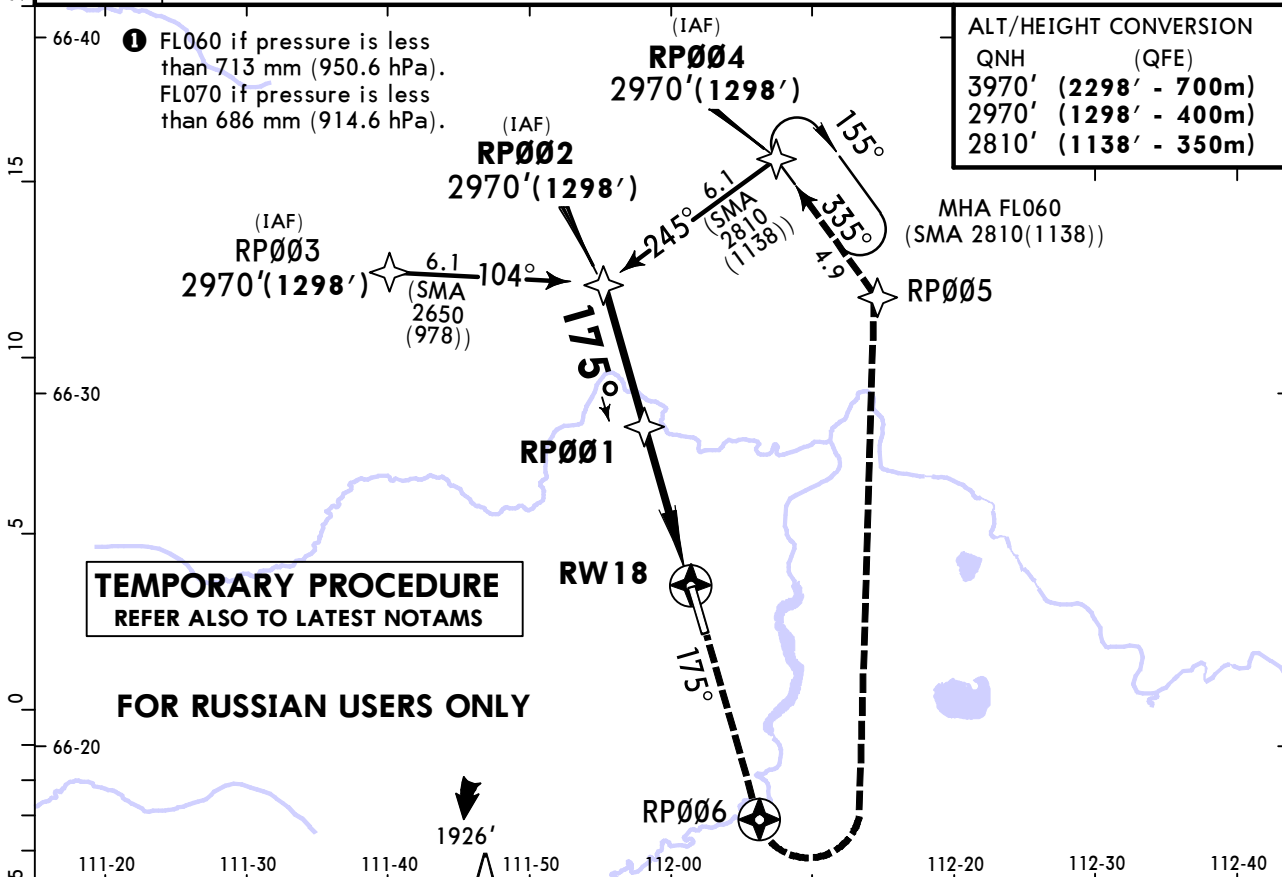 66-40
❶ FL060 if pressure is less
than 713 mm (950.6 hPa).
FL070 if pressure is less
than 686 mm (914.6 hPa).
(IAF)
RPØØ4
2970'(1298')
ALT/HEIGHT CONVERSION
QNH (QFE)
3970' (2298' - 700m)
2970' (1298' - 400m)
2810' (1138' - 350m)
(IAF)
RPØØ2
2970'(1298')
155°
15
6.1
245°
(SMA
2810
(1138))
335°
4.9
MHA FL060
(SMA 2810(1138))
(IAF)
RPØØ3
2970'(1298')
6.1
104°
(SMA
2650
(978))
RPØØ5
175°
10
66-30
RPØØ1
5
RW18
TEMPORARY PROCEDURE
REFER ALSO TO LATEST NOTAMS
175°
FOR RUSSIAN USERS ONLY
0
66-20
RPØØ6
1926'
5
111-20
111-30
111-40
111-50
112-00
112-20
112-30
112-40